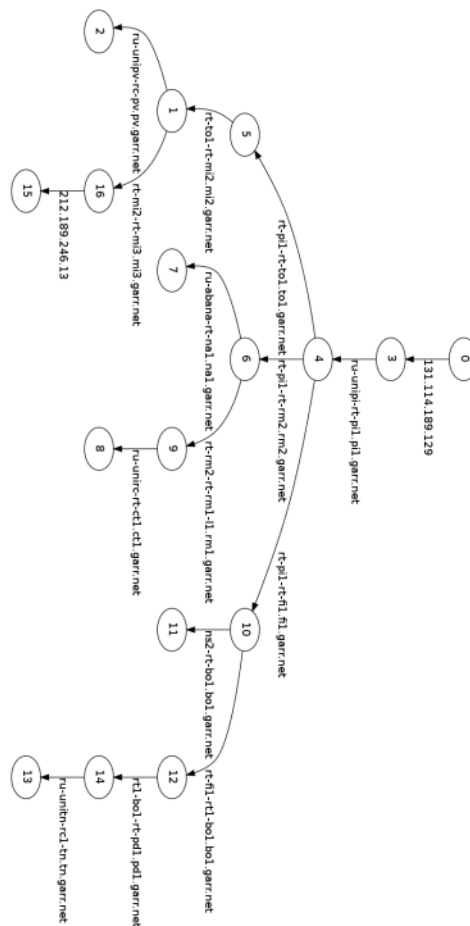 0
131.114.189.129
3
ru-unipi-rt-pi1.pi1.garr.net
4
rt-pi1-rt-to1.to1.garr.net
rt-pi1-rt-rm2.rm2.garr.net
rt-pi1-rt-fi1.fi1.garr.net
5
6
10
rt-to1-rt-mi2.mi2.garr.net
ru-abana-rt-na1.na1.garr.net
rt-rm2-rt-rm1-l1.rm1.garr.net
ns2-rt-bo1.bo1.garr.net
rt-fi1-rt1-bo1.bo1.garr.net
1
7
9
11
12
ru-unipv-rc-pv.pv.garr.net
rt-mi2-rt-mi3.mi3.garr.net
ru-unirc-rt-ct1.ct1.garr.net
rt1-bo1-rt-pd1.pd1.garr.net
2
16
8
14
212.189.246.13
ru-unitn-rc1-tn.tn.garr.net
15
13